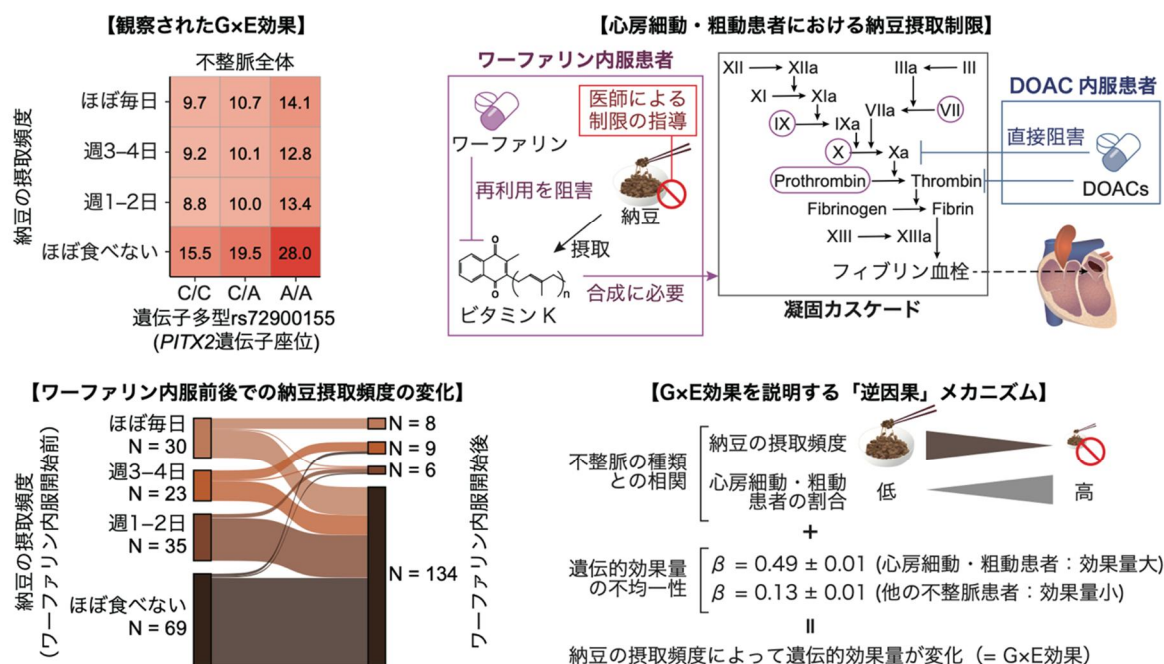 【観察されたG×E効果】
不整脈全体
納豆の摂取頻度
ほぼ毎日 9.7 10.7 14.1
週3–4日 9.2 10.1 12.8
週1–2日 8.8 10.0 13.4
ほぼ食べない 15.5 19.5 28.0
C/C C/A A/A
遺伝子多型rs72900155
(PITX2遺伝子座位)
【心房細動・粗動患者における納豆摂取制限】
ワーファリン内服患者
ワーファリン
医師による
制限の指導
再利用を阻害
納豆
摂取
O
O
n
ビタミン K
合成に必要
XII XIIa IIIa III
XI XIa VIIa VII
IX IXa
X Xa
Prothrombin Thrombin
Fibrinogen Fibrin
XIII XIIIa
フィブリン血栓
凝固カスケード
DOAC 内服患者
直接阻害
DOACs
【ワーファリン内服前後での納豆摂取頻度の変化】
納豆の摂取頻度
(ワーファリン内服開始前)
ほぼ毎日
N = 30
週3–4日
N = 23
週1–2日
N = 35
ほぼ食べない
N = 69
N = 8
N = 9
N = 6
N = 134
ワーファリン内服開始後
【G×E効果を説明する「逆因果」メカニズム】
不整脈の種類
との相関
納豆の摂取頻度
心房細動・粗動
患者の割合
低 高
+
遺伝的効果量
の不均一性
β = 0.49 ± 0.01 (心房細動・粗動患者：効果量大)
β = 0.13 ± 0.01 (他の不整脈患者：効果量小)
=
納豆の摂取頻度によって遺伝的効果量が変化（= G×E効果）